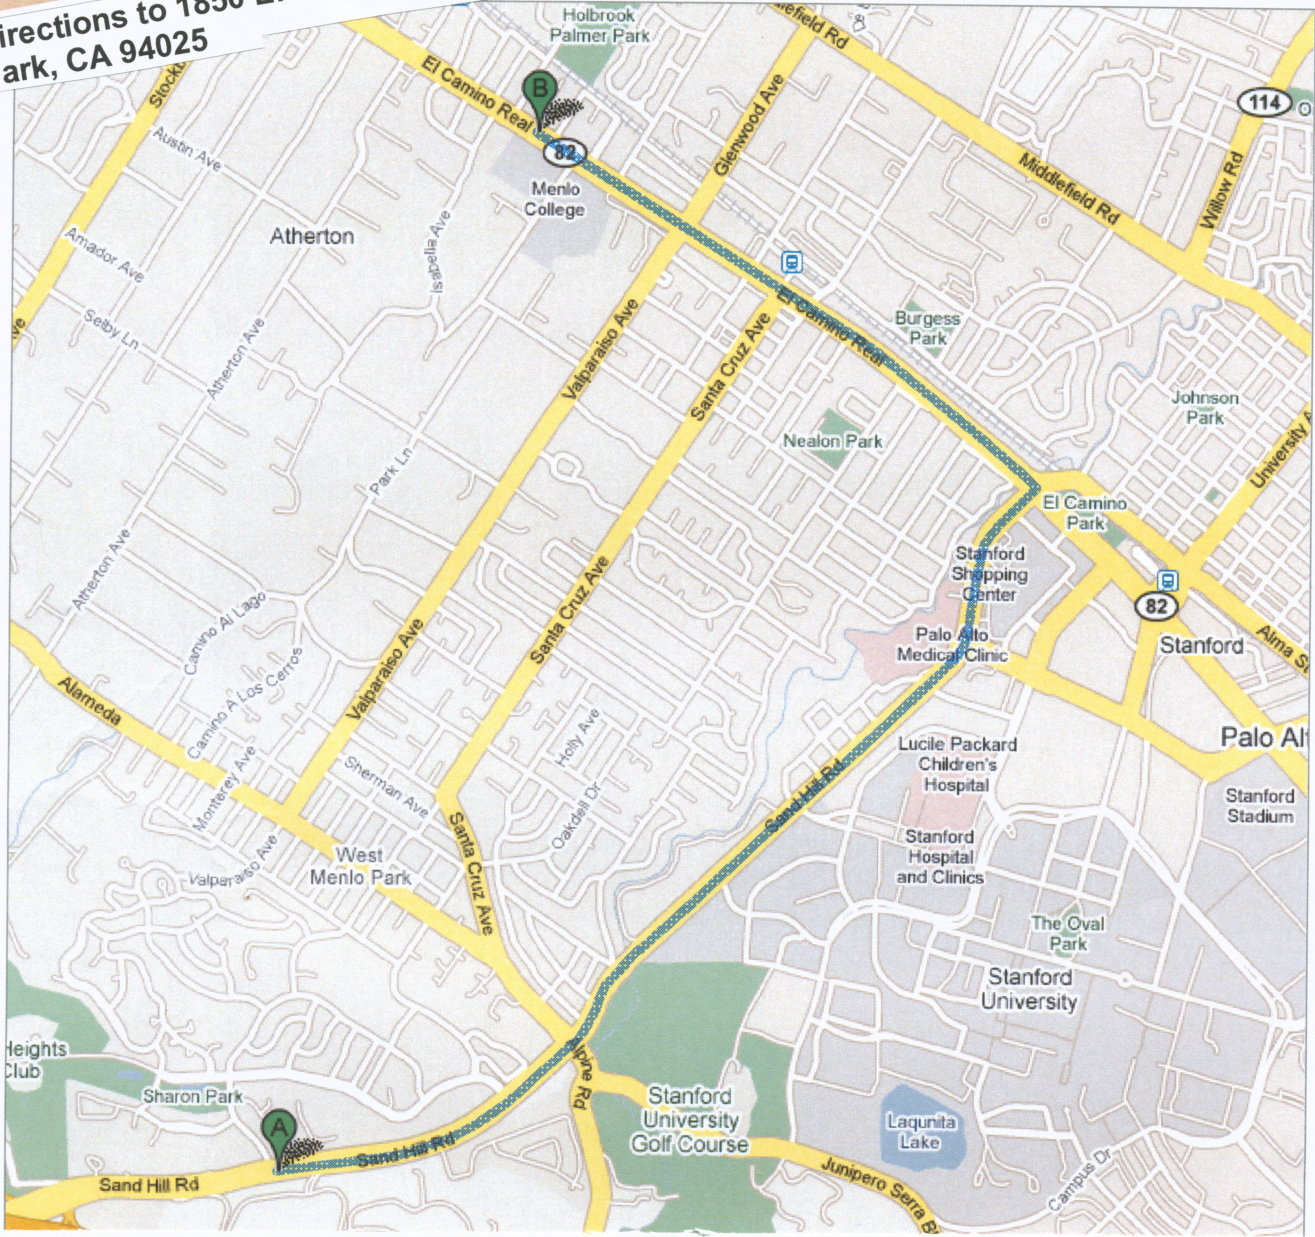 irections to 1850
ark, CA 94025
Holbrook
Palmer Park
Middlefield Rd
El Camino Real
B
82
Menlo
College
Glenwood Ave
114
Middlefield Rd
Willow Rd
Austin Ave
Atherton
Isabella Ave
Amador Ave
Selby Ln
Atherton Ave
Valparaiso Ave
Santa Cruz Ave
El Camino Real
Burgess
Park
Johnson
Park
Nealon Park
University
Park Ln
El Camino
Park
Stanford
Shopping
Center
82
Stanford
Alma St
Atherton Ave
Camino Al Lago
Camino A Los Cerros
Valparaiso Ave
Santa Cruz Ave
Palo Alto
Medical Clinic
Palo Al
Alameda
Monterey Ave
Sherman Ave
Holly Ave
Oakdell Dr
Sand Hill Rd
Lucile Packard
Children's
Hospital
Stanford
Stadium
Valparaiso Ave
West
Menlo Park
Santa Cruz Ave
Stanford
Hospital
and Clinics
The Oval
Park
Stanford
University
Heights
Club
Sharon Park
Alpine Rd
Stanford
University
Golf Course
Lagunita
Lake
A
Sand Hill Rd
Sand Hill Rd
Junipero Serra B
Campus Dr